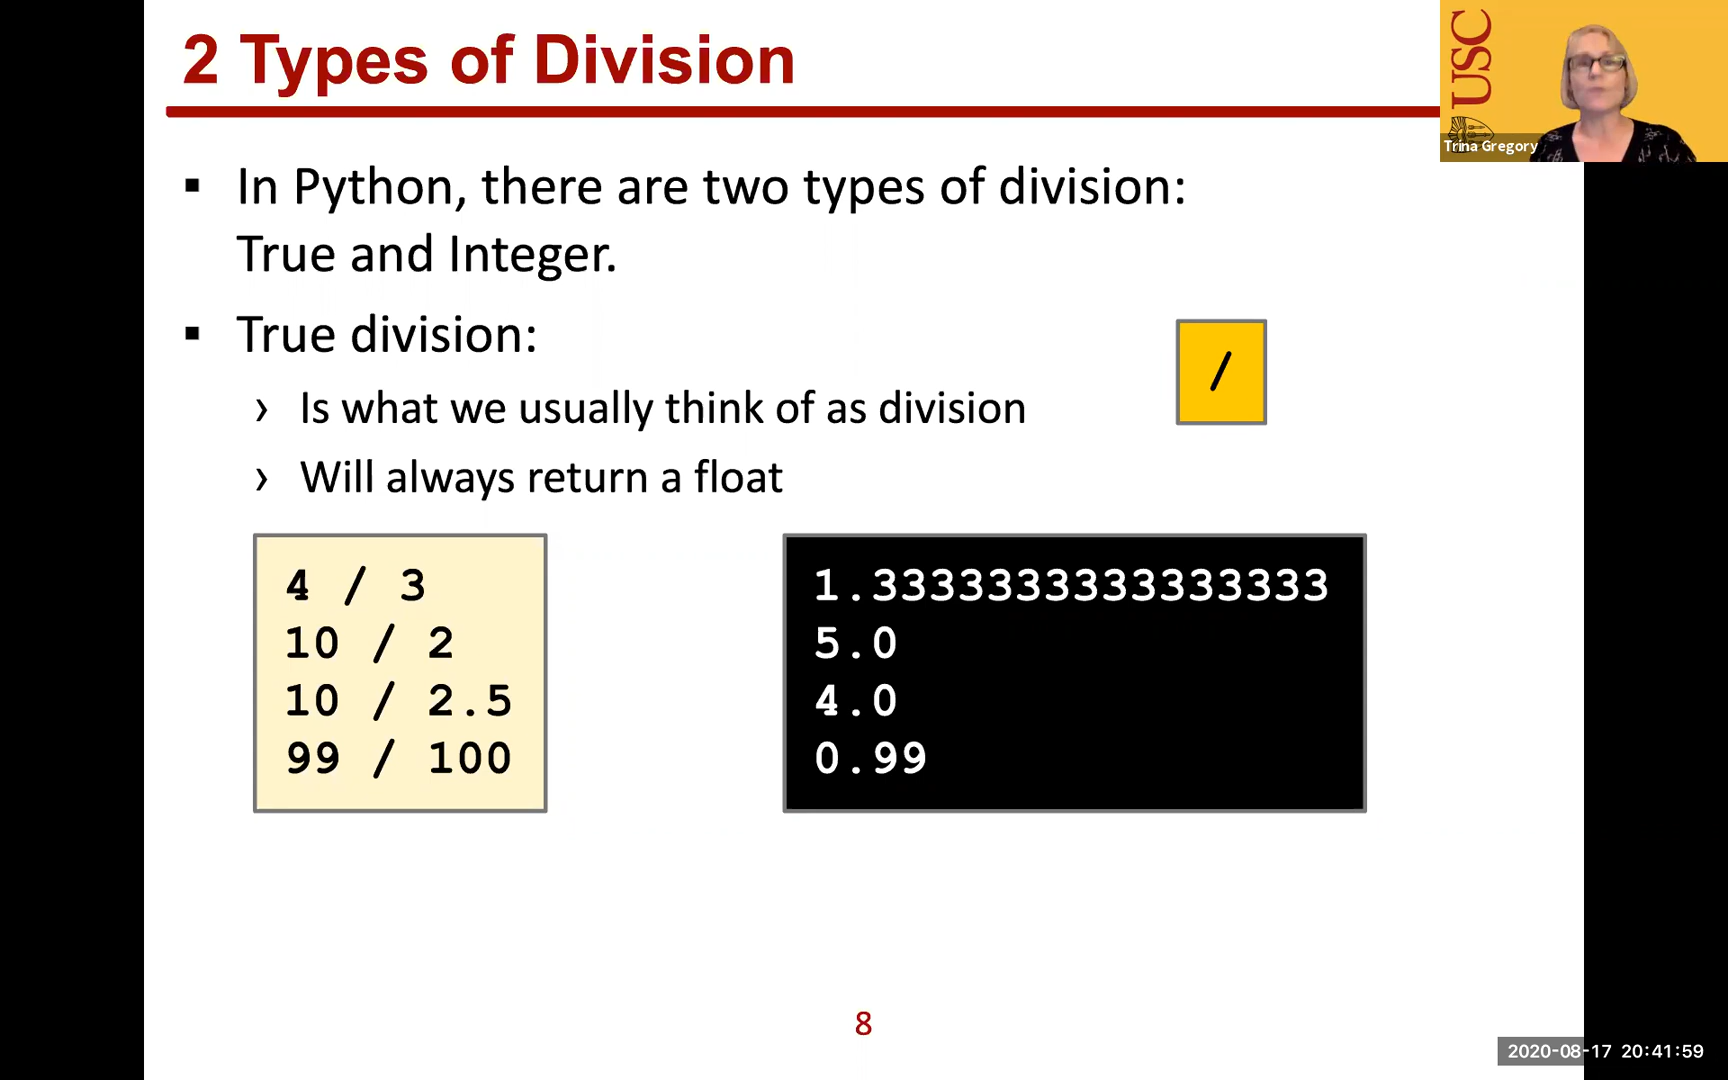 2 Types of Division
USC
Trina Gregory
▪ In Python, there are two types of division:
True and Integer.
▪ True division:
› Is what we usually think of as division
/
› Will always return a float
4 / 3
10 / 2
10 / 2.5
99 / 100
1.3333333333333333
5.0
4.0
0.99
8
2020-08-17 20:41:59